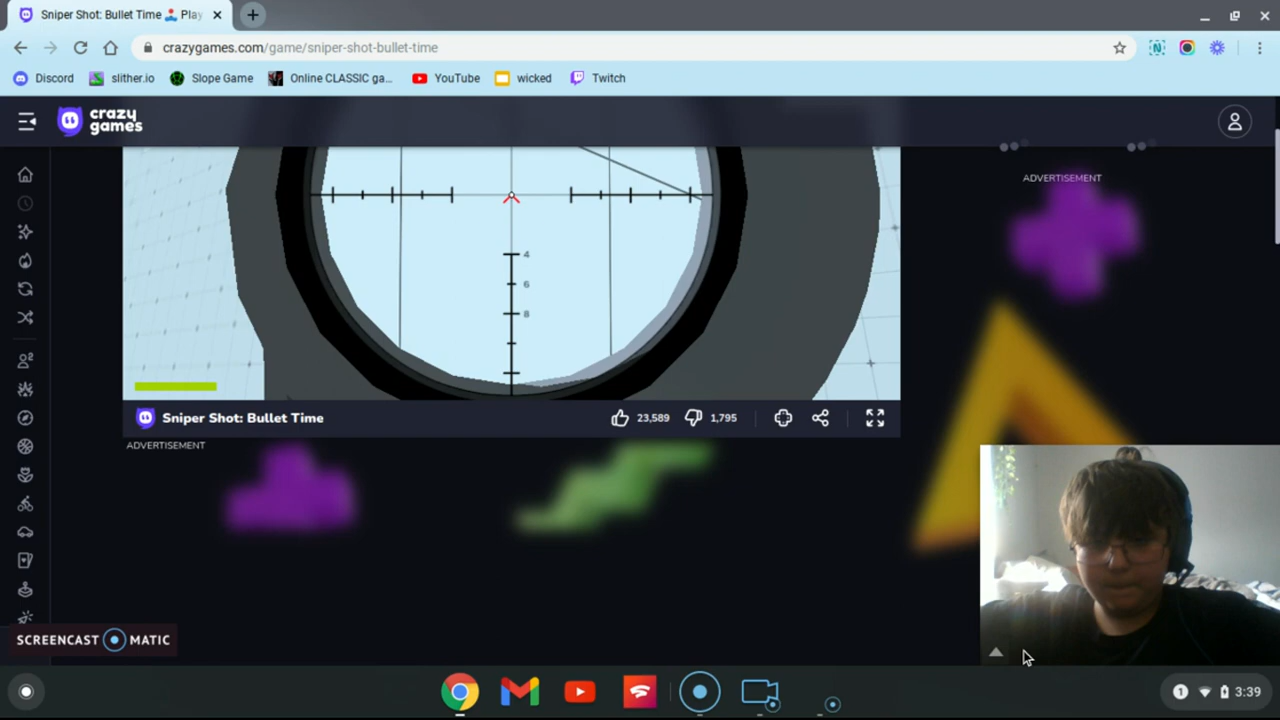 Sniper Shot: Bullet Time Play
crazygames.com/game/sniper-shot-bullet-time
Discord slither.io Slope Game Online CLASSIC ga... YouTube wicked Twitch
crazy
games
ADVERTISEMENT
4
6
8
Sniper Shot: Bullet Time 23,589 1,795
ADVERTISEMENT
SCREENCAST MATIC
1 3:39